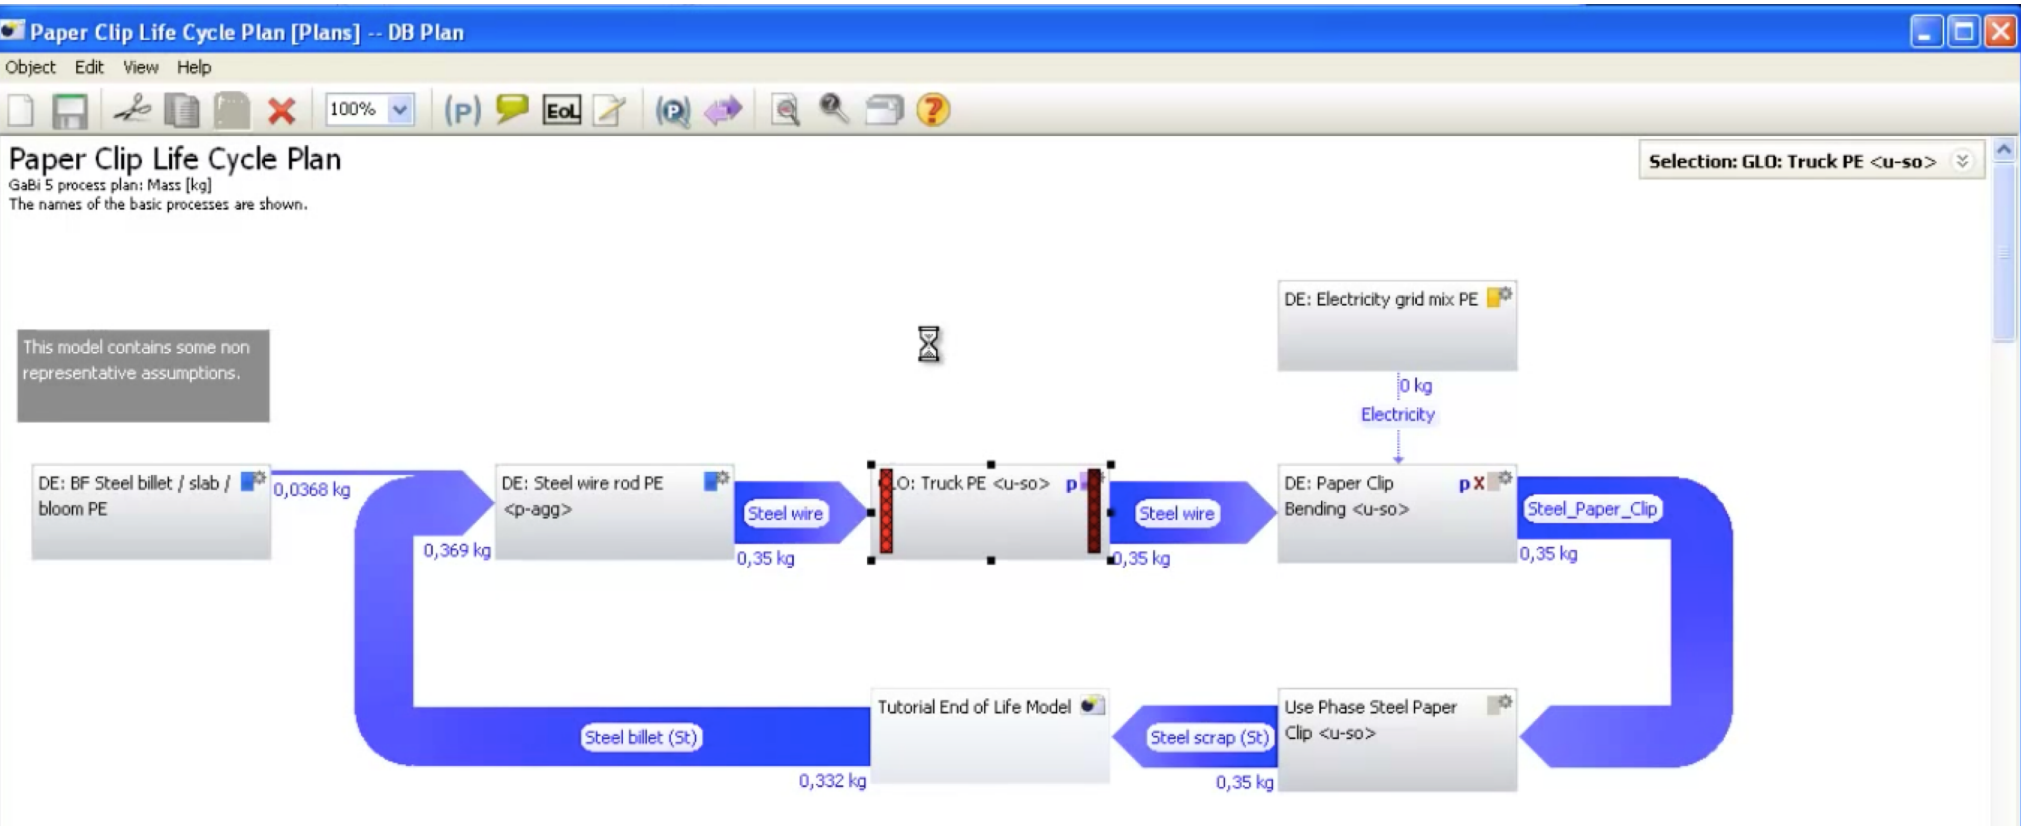 Paper Clip Life Cycle Plan [Plans] -- DB Plan
Object Edit View Help
100% (P) EoL P ?
Paper Clip Life Cycle Plan
GaBi 5 process plan: Mass [kg]
The names of the basic processes are shown.
Selection: GLO: Truck PE <u-so>
DE: Electricity grid mix PE
This model contains some non
representative assumptions.
0 kg
Electricity
DE: BF Steel billet / slab /
bloom PE
0,0368 kg
0,369 kg
DE: Steel wire rod PE
<p-agg>
Steel wire
0,35 kg
LO: Truck PE <u-so> p
Steel wire
0,35 kg
DE: Paper Clip
Bending <u-so>
p X
Steel_Paper_Clip
0,35 kg
Tutorial End of Life Model
Use Phase Steel Paper
Clip <u-so>
Steel billet (St)
Steel scrap (St)
0,332 kg
0,35 kg